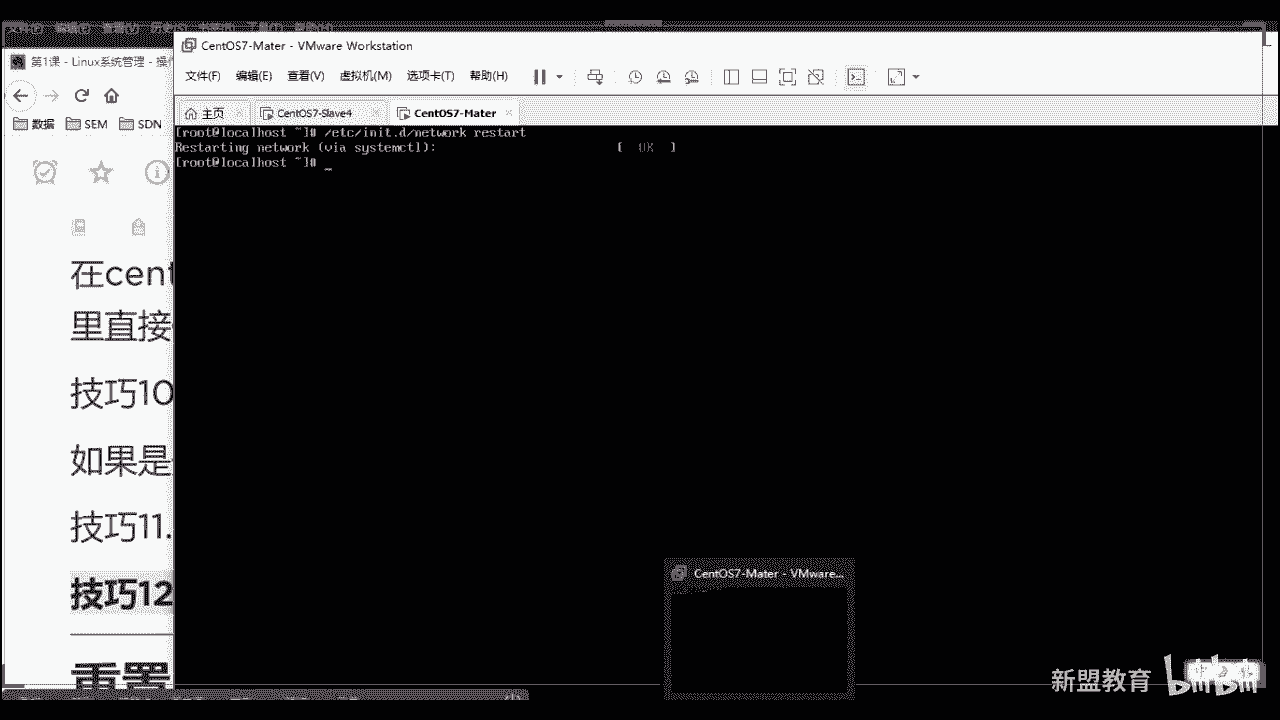 文件(F) 编辑(E) 查看(V) 历史(S) 书签(B) 工具(T) 帮助(H)
CentOS7-Mater - VMware Workstation
第1课 - Linux系统管理 - 操作
文件(F) 编辑(E) 查看(V) 虚拟机(M) 选项卡(T) 帮助(H)
主页 CentOS7-Slave4 CentOS7-Mater
数据 SEM SDN
[root@localhost ~]# /etc/init.d/network restart
Restarting network (via systemctl): [ OK ]
[root@localhost ~]# _
在cent
里直接
技巧10
如果是
技巧11.
技巧12
重置
CentOS7-Mater - VMware...
新盟教育 bilibili